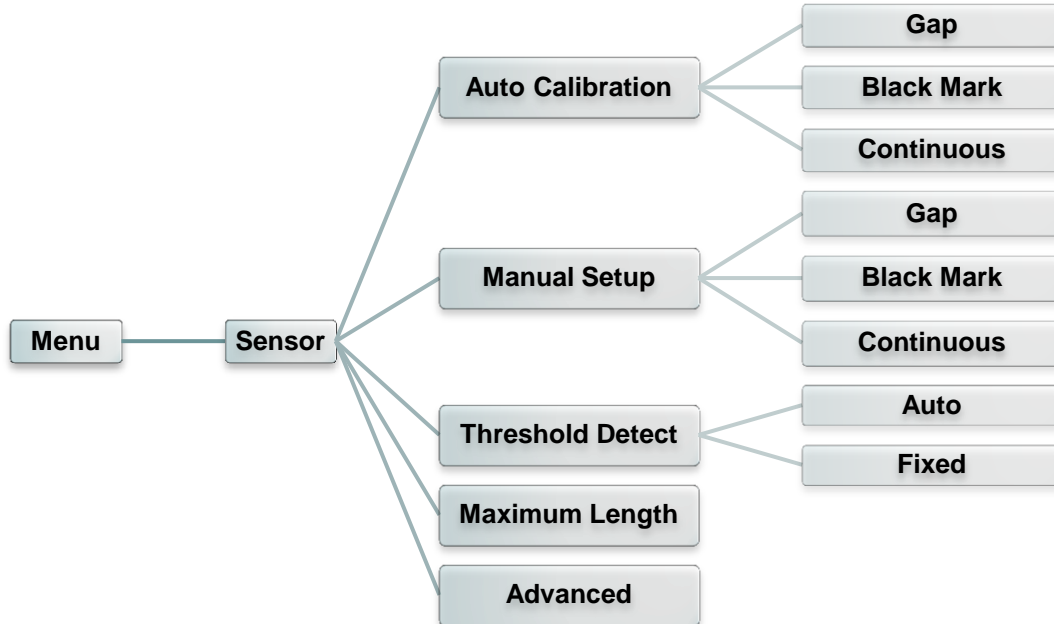 Menu
Sensor
Auto Calibration
Gap
Black Mark
Continuous
Manual Setup
Gap
Black Mark
Continuous
Threshold Detect
Auto
Fixed
Maximum Length
Advanced